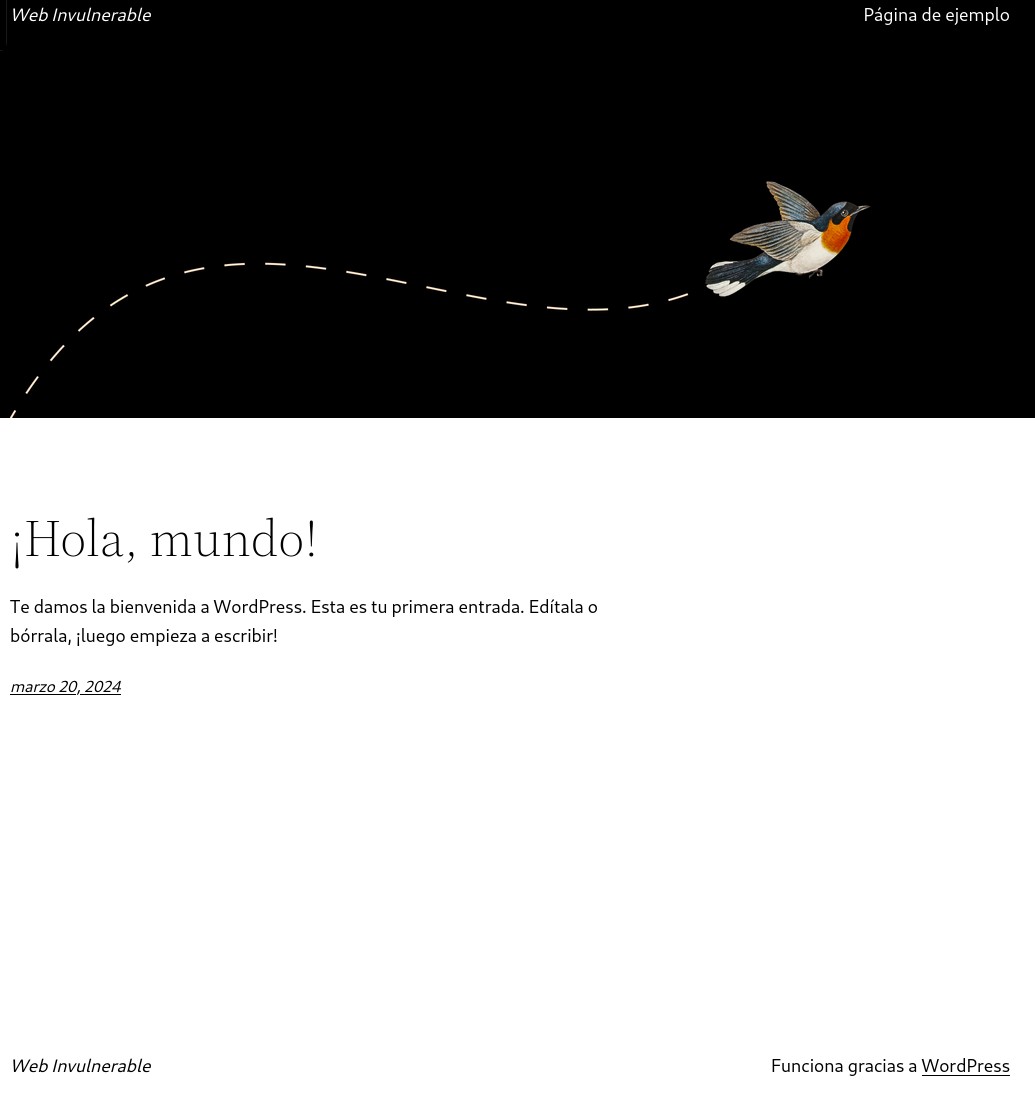 Web Invulnerable
Página de ejemplo
¡Hola, mundo!
Te damos la bienvenida a WordPress. Esta es tu primera entrada. Edítala o
bórrala, ¡luego empieza a escribir!
marzo 20, 2024
Web Invulnerable
Funciona gracias a WordPress